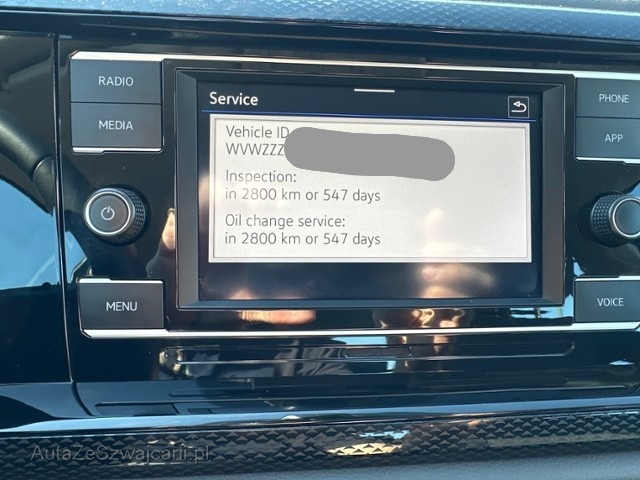 RADIO
MEDIA
MENU
Service
Vehicle ID
WVWZZZ
Inspection:
in 2800 km or 547 days
Oil change service:
in 2800 km or 547 days
PHONE
APP
VOICE
AutaZeSzwajcarii.pl